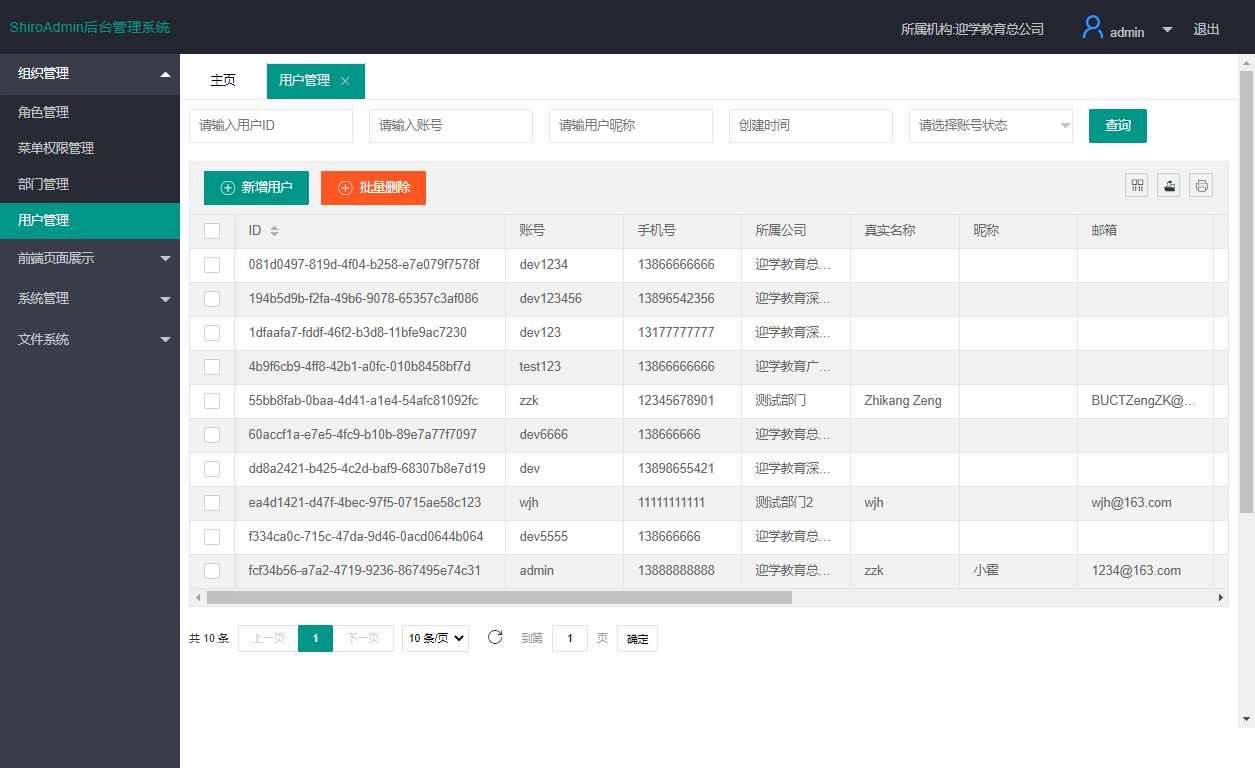 ShiroAdmin后台管理系统
所属机构:迎学教育总公司
admin
退出
组织管理
角色管理
菜单权限管理
部门管理
用户管理
前端页面展示
系统管理
文件系统
主页
用户管理
请输入用户ID
请输入账号
请输用户昵称
创建时间
请选择账号状态
查询
新增用户
批量删除
ID 账号 手机号 所属公司 真实名称 昵称 邮箱
081d0497-819d-4f04-b258-e7e079f7578f dev1234 13866666666 迎学教育总...
194b5d9b-f2fa-49b6-9078-65357c3af086 dev123456 13896542356 迎学教育深...
1dfaafa7-fddf-46f2-b3d8-11bfe9ac7230 dev123 13177777777 迎学教育深...
4b9f6cb9-4ff8-42b1-a0fc-010b8458bf7d test123 13866666666 迎学教育广...
55bb8fab-0baa-4d41-a1e4-54afc81092fc zzk 12345678901 测试部门 Zhikang Zeng BUCTZengZK@...
60accf1a-e7e5-4fc9-b10b-89e7a77f7097 dev6666 138666666 迎学教育总...
dd8a2421-b425-4c2d-baf9-68307b8e7d19 dev 13898655421 迎学教育深...
ea4d1421-d47f-4bec-97f5-0715ae58c123 wjh 11111111111 测试部门2 wjh wjh@163.com
f334ca0c-715c-47da-9d46-0acd0644b064 dev5555 138666666 迎学教育总...
fcf34b56-a7a2-4719-9236-867495e74c31 admin 13888888888 迎学教育总... zzk 小霍 1234@163.com
共 10 条 上一页 1 下一页 10 条/页 到第 1 页 确定